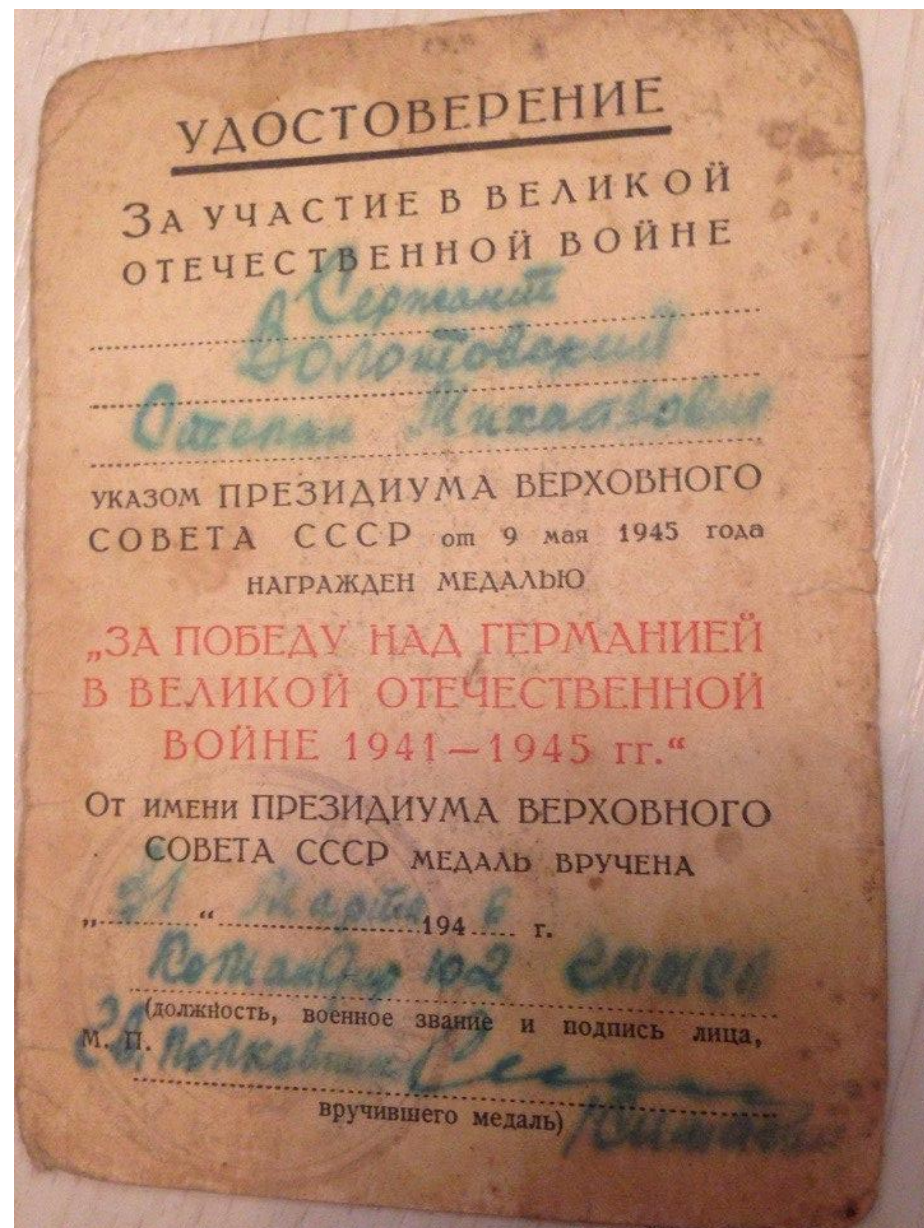 УДОСТОВЕРЕНИЕ
ЗА УЧАСТИЕ В ВЕЛИКОЙ
ОТЕЧЕСТВЕННОЙ ВОЙНЕ
Сержант
Волотовский
Степан Михайлович
УКАЗОМ ПРЕЗИДИУМА ВЕРХОВНОГО
СОВЕТА СССР от 9 мая 1945 года
НАГРАЖДЕН МЕДАЛЬЮ
„ЗА ПОБЕДУ НАД ГЕРМАНИЕЙ
В ВЕЛИКОЙ ОТЕЧЕСТВЕННОЙ
ВОЙНЕ 1941—1945 гг.“
ОТ ИМЕНИ ПРЕЗИДИУМА ВЕРХОВНОГО
СОВЕТА СССР МЕДАЛЬ ВРУЧЕНА
„31“ Марта 1946 г.
Командир 102
(должность, военное звание и подпись лица,
М. П. полковник
вручившего медаль)